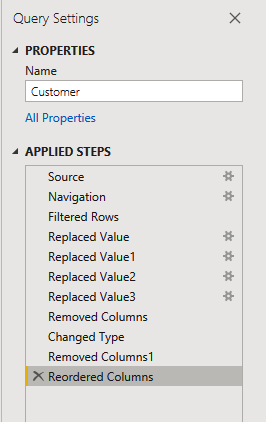 Query Settings
PROPERTIES
Name
Customer
All Properties
APPLIED STEPS
Source
Navigation
Filtered Rows
Replaced Value
Replaced Value1
Replaced Value2
Replaced Value3
Removed Columns
Changed Type
Removed Columns1
Reordered Columns